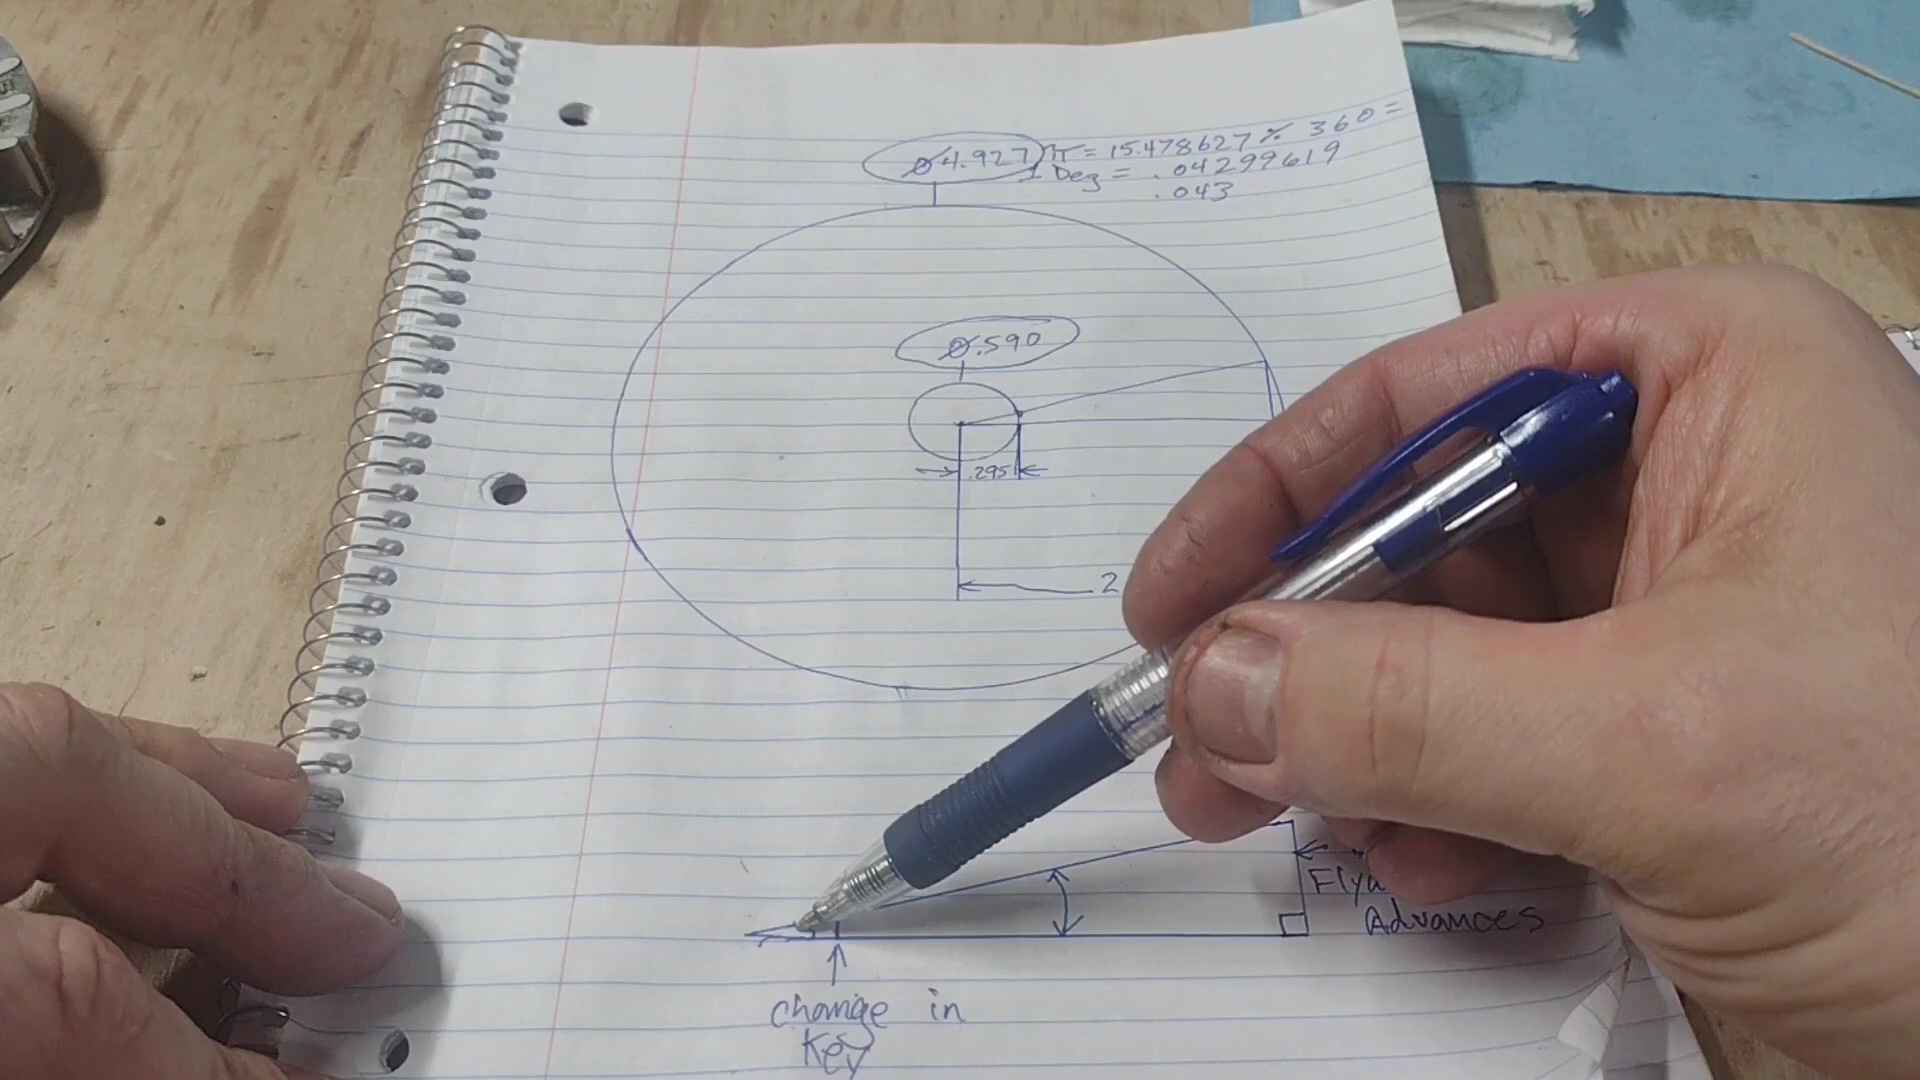 Ø4.927 π = 15.478627 % 360 =
1 Deg = .04299619
.043
Ø.590
.295
2
Advances
change in
Key